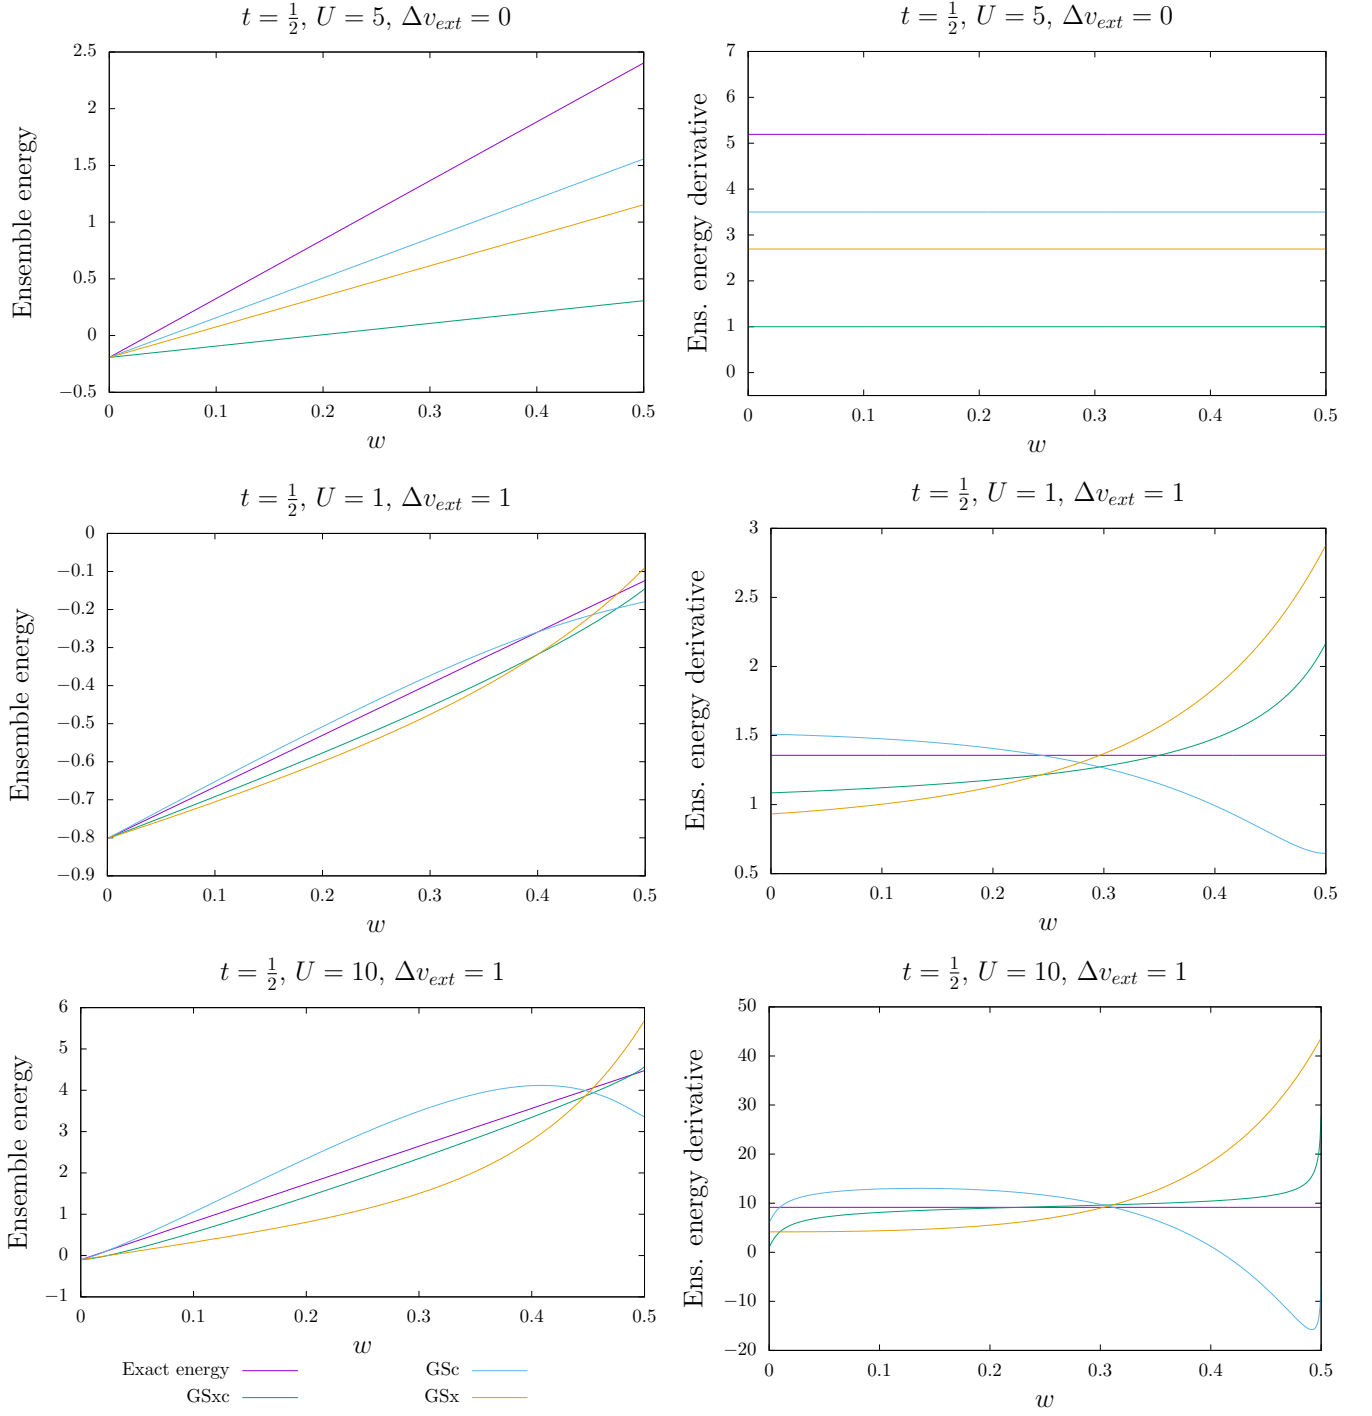 t = 1/2, U = 5, Δv_ext = 0
Ensemble energy
2.5
2
1.5
1
0.5
0
−0.5
0 0.1 0.2 0.3 0.4 0.5
w
t = 1/2, U = 5, Δv_ext = 0
Ens. energy derivative
7
6
5
4
3
2
1
0
0 0.1 0.2 0.3 0.4 0.5
w
t = 1/2, U = 1, Δv_ext = 1
Ensemble energy
0
−0.1
−0.2
−0.3
−0.4
−0.5
−0.6
−0.7
−0.8
−0.9
0 0.1 0.2 0.3 0.4 0.5
w
t = 1/2, U = 1, Δv_ext = 1
Ens. energy derivative
3
2.5
2
1.5
1
0.5
0 0.1 0.2 0.3 0.4 0.5
w
t = 1/2, U = 10, Δv_ext = 1
Ensemble energy
6
5
4
3
2
1
0
−1
0 0.1 0.2 0.3 0.4 0.5
w
t = 1/2, U = 10, Δv_ext = 1
Ens. energy derivative
50
40
30
20
10
0
−10
−20
0 0.1 0.2 0.3 0.4 0.5
w
Exact energy
GSxc
GSc
GSx